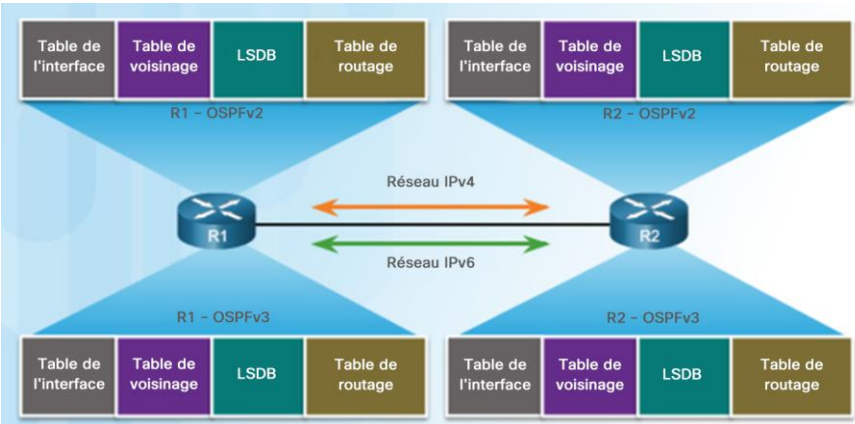 Table de
l'interface
Table de
voisinage
LSDB
Table de
routage
Table de
l'interface
Table de
voisinage
LSDB
Table de
routage
R1 - OSPFv2
R2 - OSPFv2
Réseau IPv4
R1
R2
Réseau IPv6
R1 - OSPFv3
R2 - OSPFv3
Table de
l'interface
Table de
voisinage
LSDB
Table de
routage
Table de
l'interface
Table de
voisinage
LSDB
Table de
routage